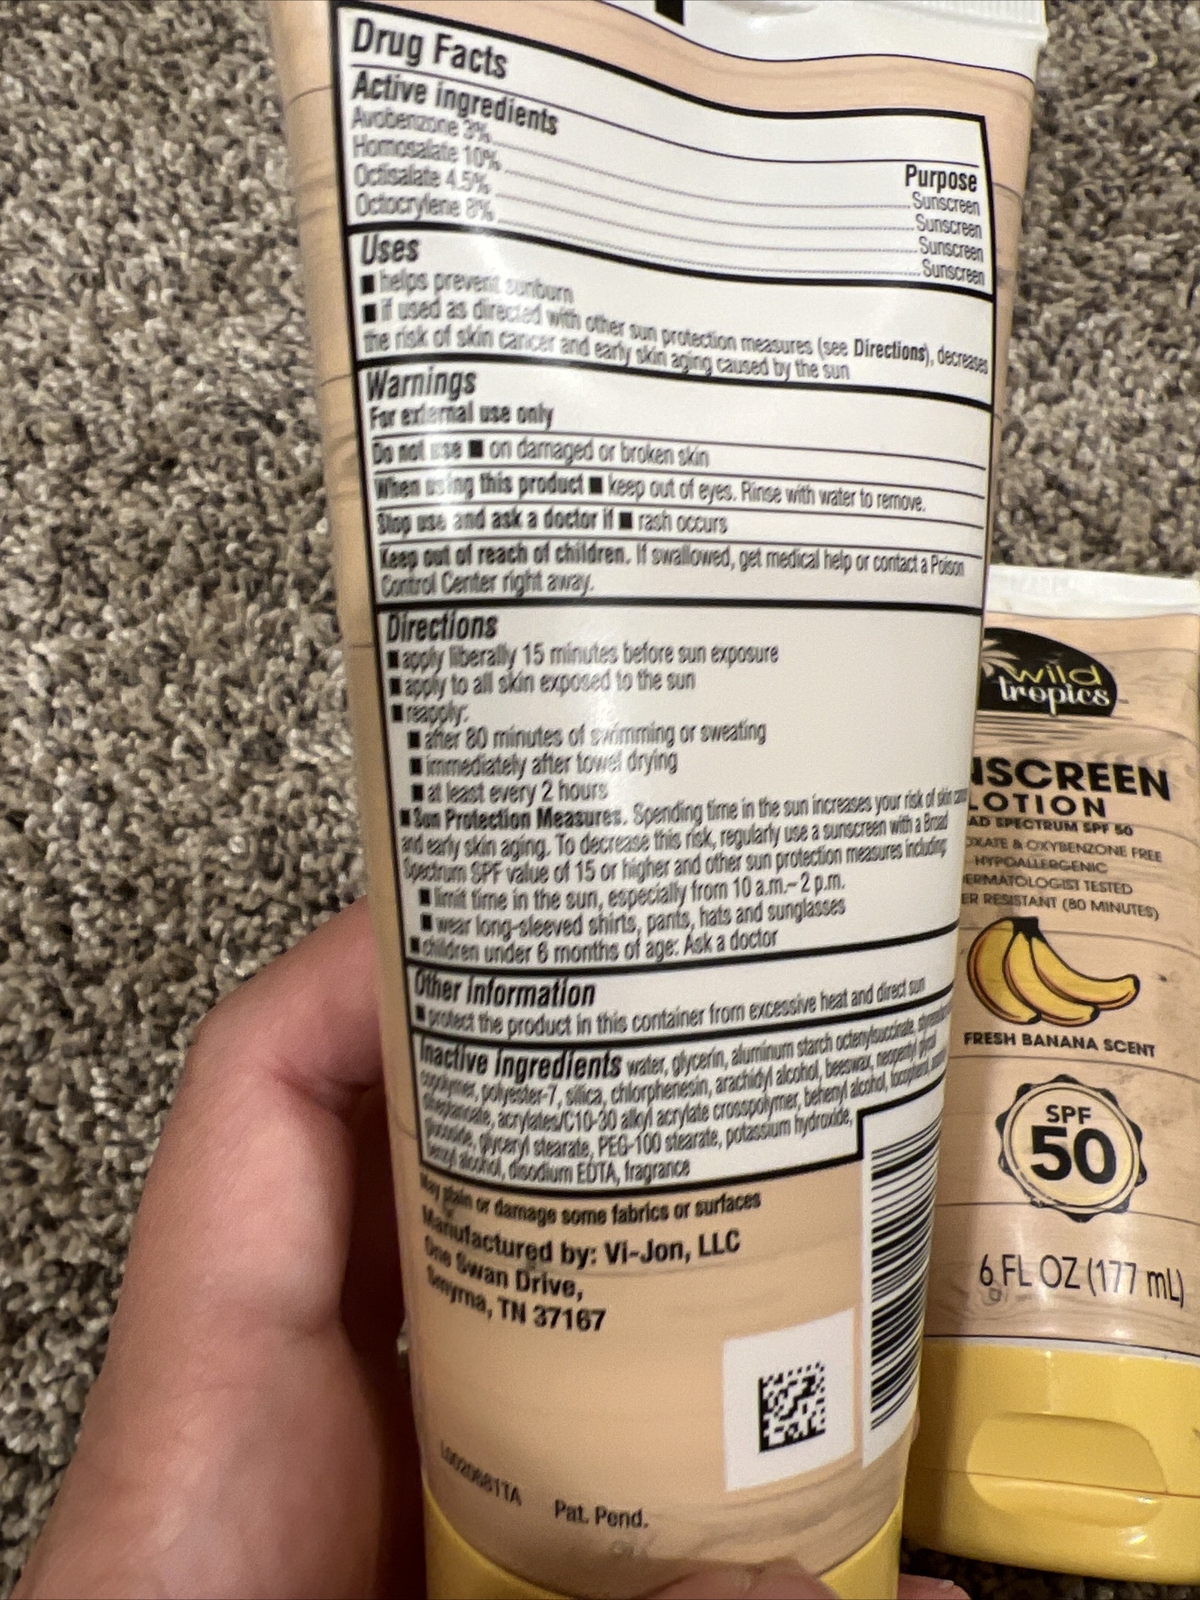 Drug Facts
Active ingredients
Purpose
Avobenzone 3% Sunscreen
Homosalate 10% Sunscreen
Octisalate 4.5% Sunscreen
Octocrylene 8% Sunscreen
Uses
■ helps prevent sunburn
■ if used as directed with other sun protection measures (see Directions), decreases
the risk of skin cancer and early skin aging caused by the sun
Warnings
For external use only
Do not use ■ on damaged or broken skin
When using this product ■ keep out of eyes. Rinse with water to remove.
Stop use and ask a doctor if ■ rash occurs
Keep out of reach of children. If swallowed, get medical help or contact a Poison
Control Center right away.
Directions
■ apply liberally 15 minutes before sun exposure
■ apply to all skin exposed to the sun
■ reapply:
■ after 80 minutes of swimming or sweating
■ immediately after towel drying
■ at least every 2 hours
■ Sun Protection Measures. Spending time in the sun increases your risk of skin
and early skin aging. To decrease this risk, regularly use a sunscreen with a Broad
Spectrum SPF value of 15 or higher and other sun protection measures including
■ limit time in the sun, especially from 10 a.m.–2 p.m.
■ wear long-sleeved shirts, pants, hats and sunglasses
■ children under 6 months of age: Ask a doctor
Other information
■ protect the product in this container from excessive heat and direct sun
Inactive ingredients water, glycerin, aluminum starch octenylsuccinate,
copolymer, polyester-7, silica, chlorphenesin, arachidyl alcohol, beeswax, neopentyl glycol
acrylates/C10-30 alkyl acrylate crosspolymer, behenyl alcohol, tocopherol,
glucoside, glyceryl stearate, PEG-100 stearate, potassium hydroxide,
benzyl alcohol, disodium EDTA, fragrance
May stain or damage some fabrics or surfaces
Manufactured by: Vi-Jon, LLC
One Swan Drive,
Smyrna, TN 37167
Pat. Pend.
wild
tropics
NSCREEN
LOTION
AD SPECTRUM SPF 50
OXATE & OXYBENZONE FREE
HYPOALLERGENIC
ERMATOLOGIST TESTED
ER RESISTANT (80 MINUTES)
FRESH BANANA SCENT
SPF
50
6 FL OZ (177 mL)